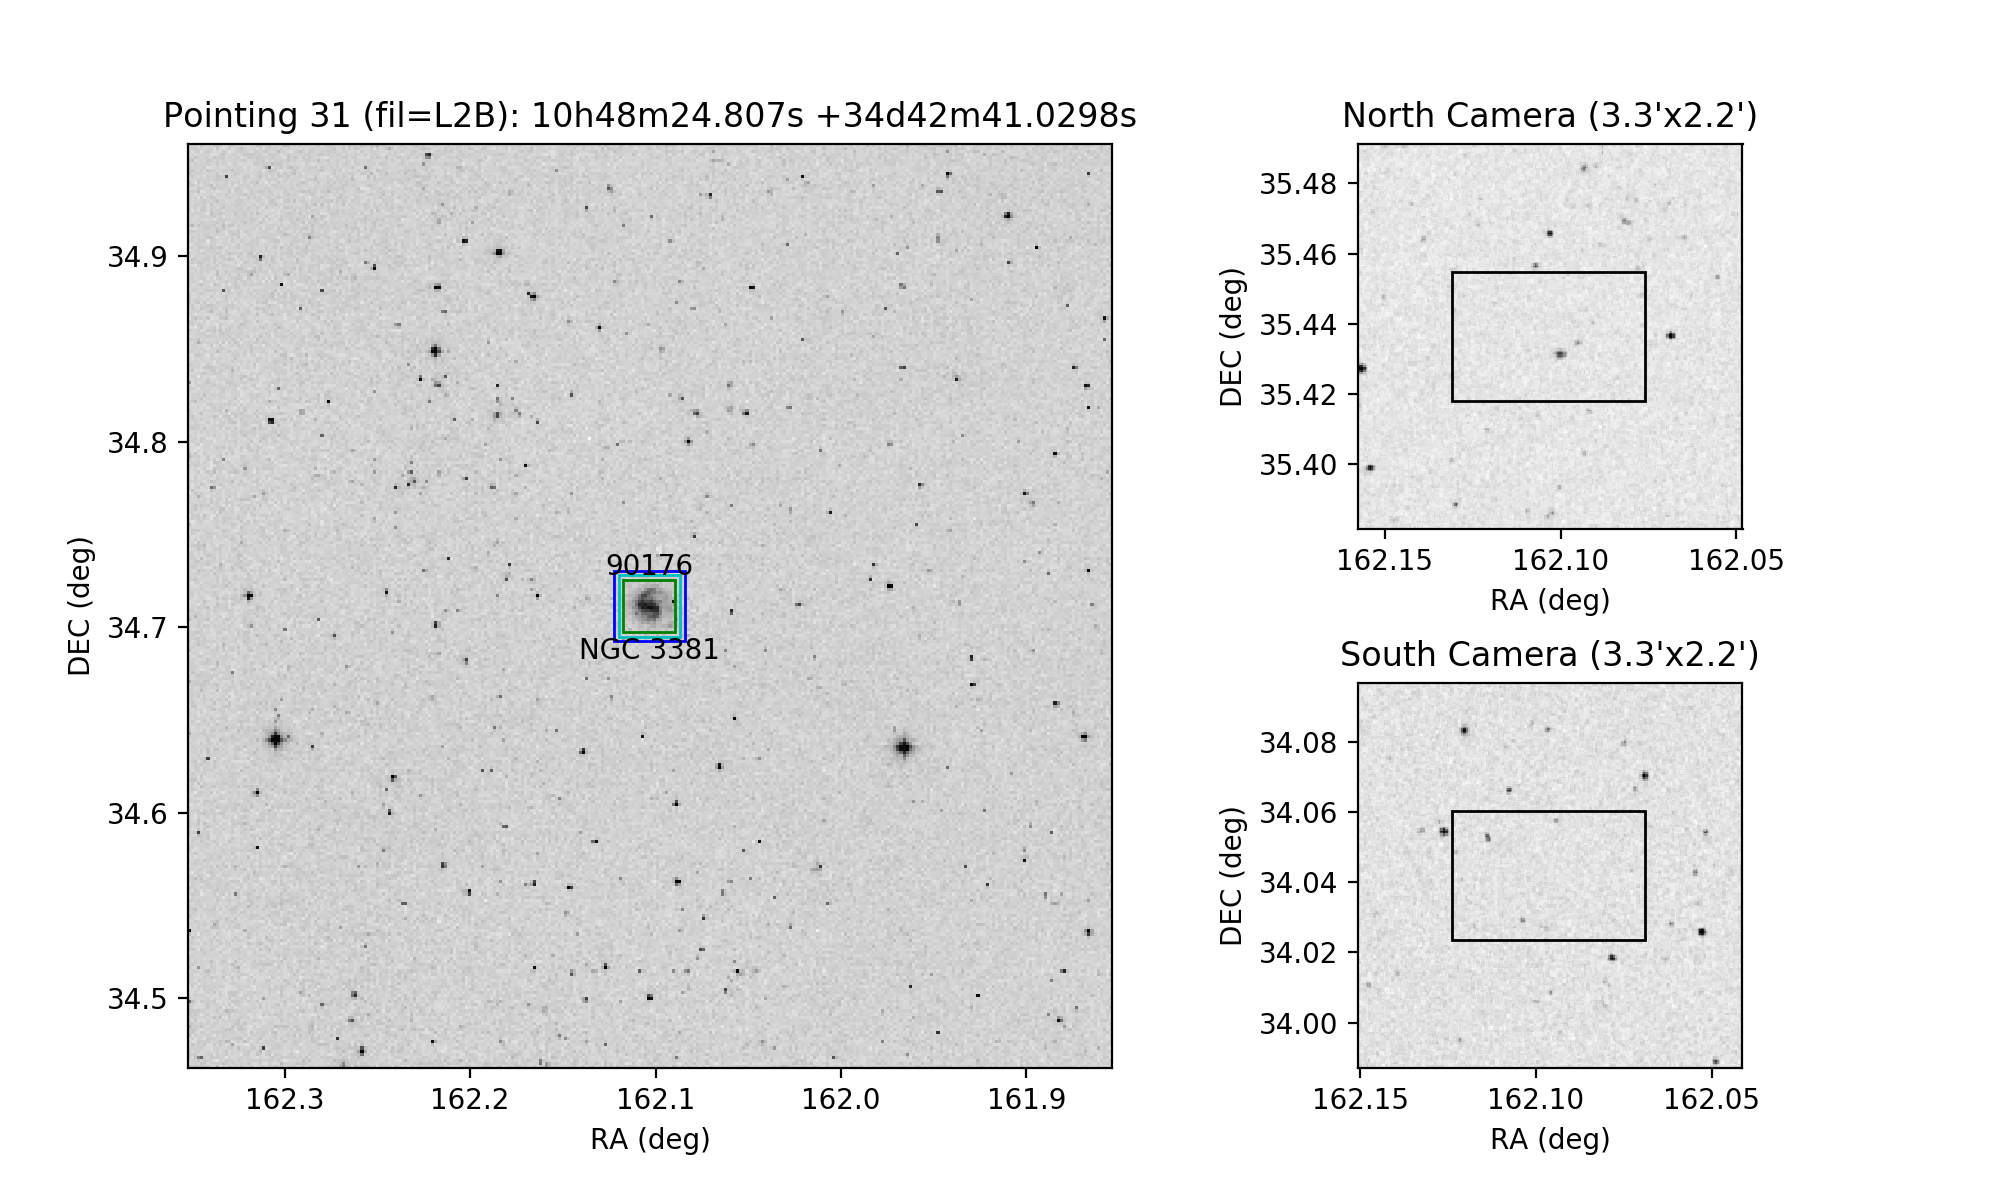 Pointing 31 (fil=L2B): 10h48m24.807s +34d42m41.0298s
34.9
34.8
34.7
34.6
34.5
DEC (deg)
90176
NGC 3381
162.3 162.2 162.1 162.0 161.9
RA (deg)
North Camera (3.3'x2.2')
35.48
35.46
35.44
35.42
35.40
DEC (deg)
162.15 162.10 162.05
RA (deg)
South Camera (3.3'x2.2')
34.08
34.06
34.04
34.02
34.00
DEC (deg)
162.15 162.10 162.05
RA (deg)